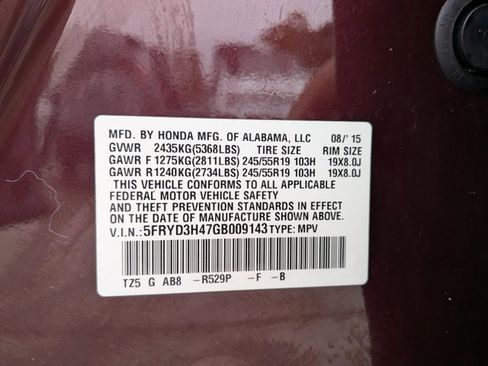 MFD. BY HONDA MFG. OF ALABAMA, LLC 08/'15
GVWR 2435KG(5368LBS) TIRE SIZE RIM SIZE
GAWR F 1275KG(2811LBS) 245/55R19 103H 19X8.0J
GAWR R 1240KG(2734LBS) 245/55R19 103H 19X8.0J
THIS VEHICLE CONFORMS TO ALL APPLICABLE
FEDERAL MOTOR VEHICLE SAFETY
AND THEFT PREVENTION STANDARDS IN EFFECT
ON THE DATE OF MANUFACTURE SHOWN ABOVE.
V.I.N.: 5FRYD3H47GB009143 TYPE: MPV
TZ5 G AB8 -R529P -F -B